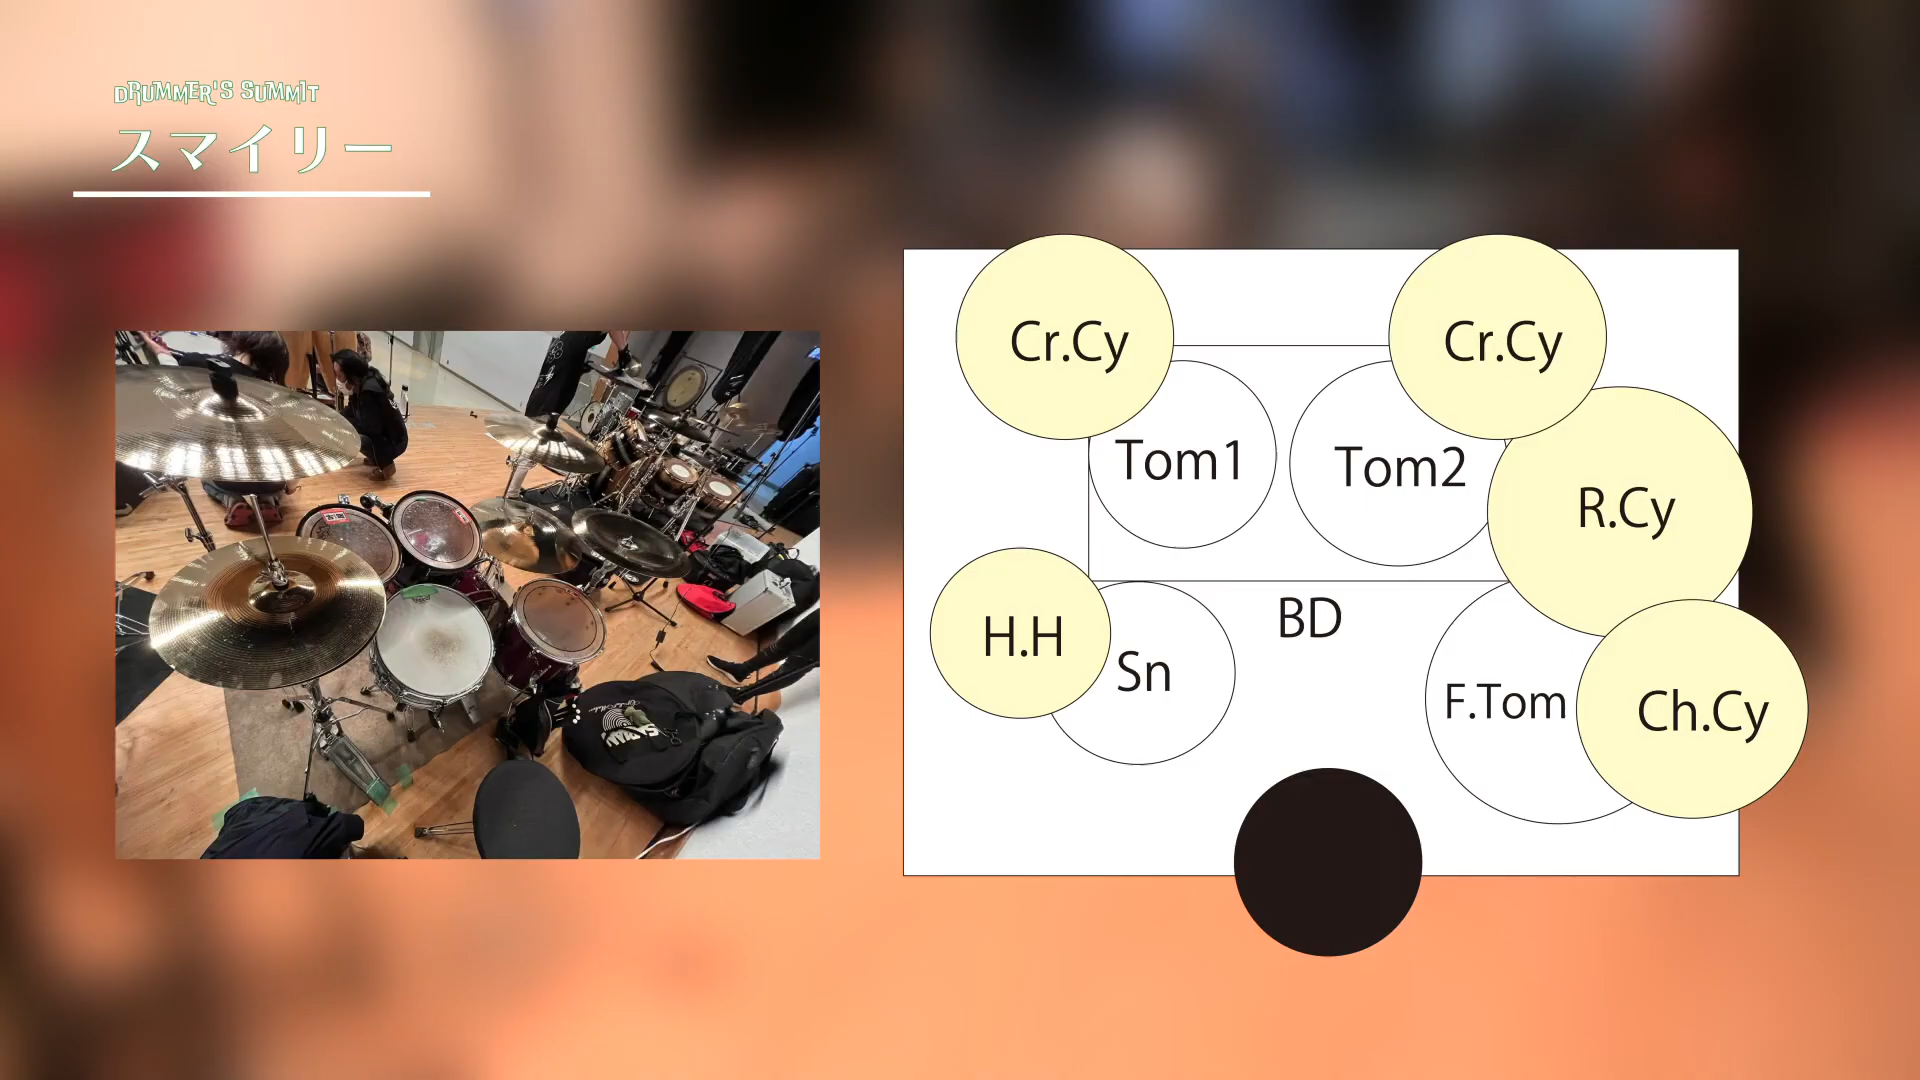 DRUMMER'S SUMMIT
スマイリー
Cr.Cy
Cr.Cy
Tom1
Tom2
R.Cy
H.H
Sn
BD
F.Tom
Ch.Cy